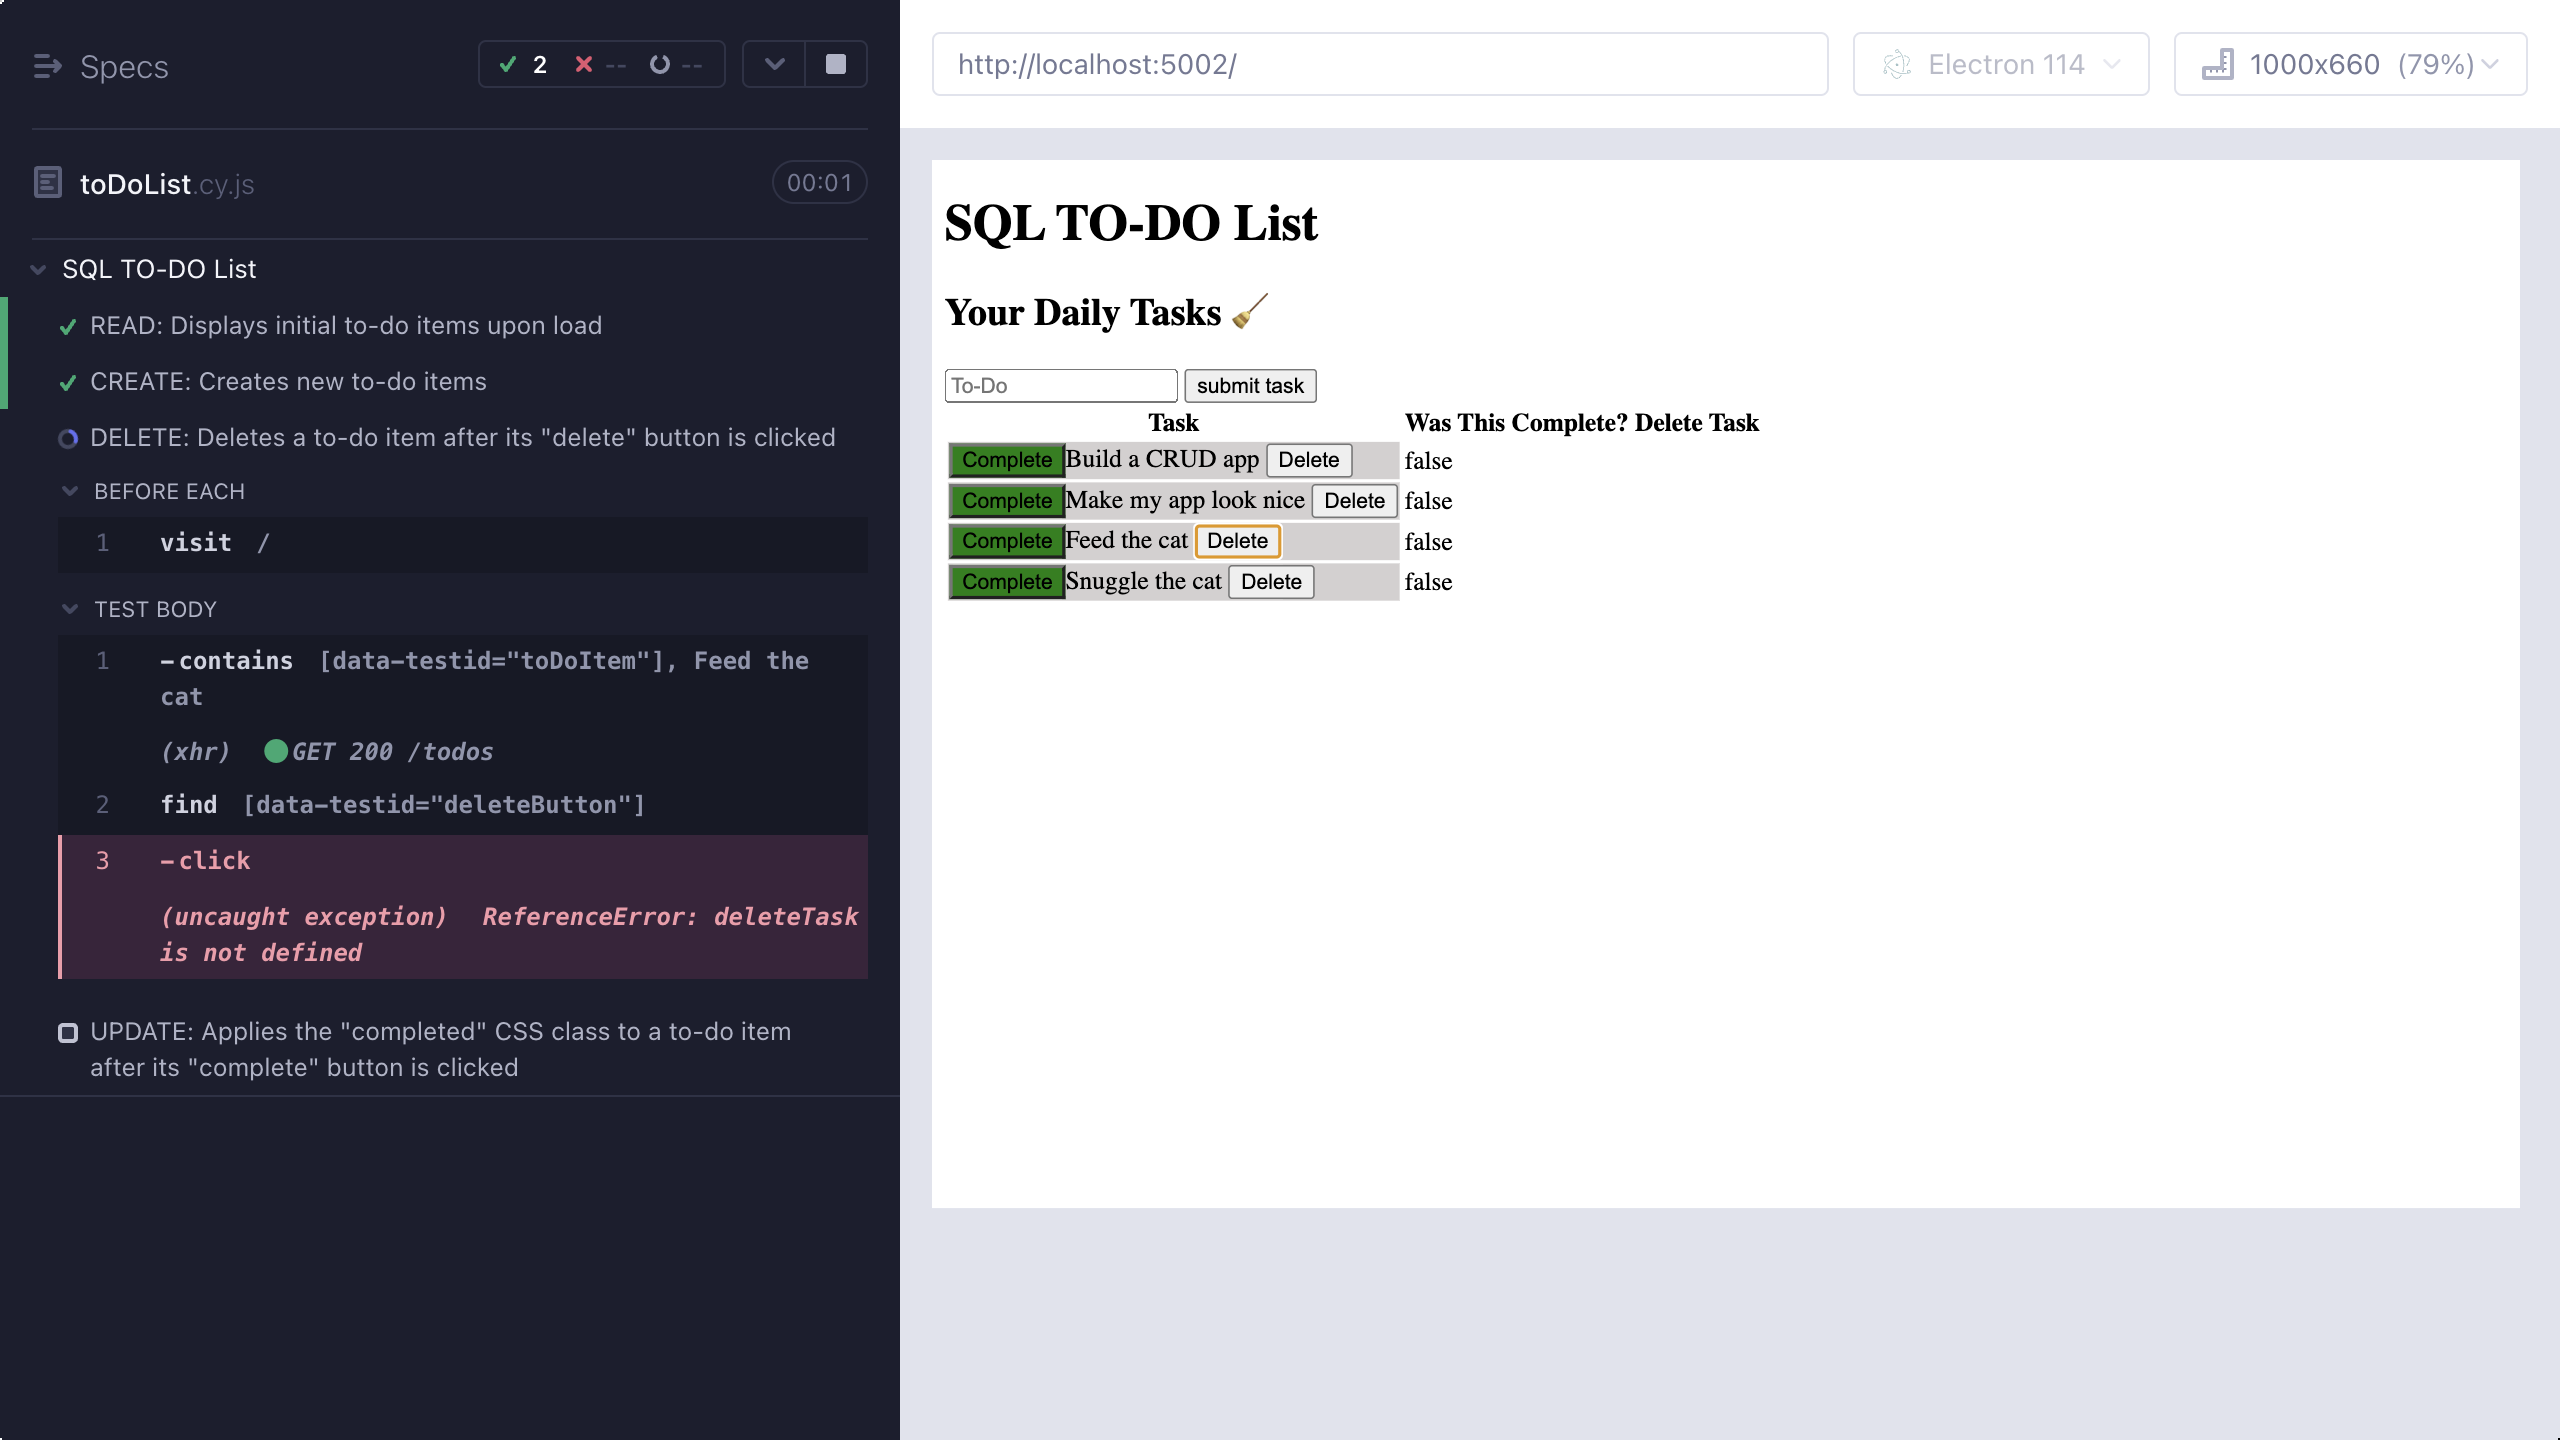 Specs
2 -- --
toDoList.cy.js 00:01
SQL TO-DO List
READ: Displays initial to-do items upon load
CREATE: Creates new to-do items
DELETE: Deletes a to-do item after its "delete" button is clicked
BEFORE EACH
1 visit /
TEST BODY
1 -contains [data-testid="toDoItem"], Feed the
cat
(xhr) GET 200 /todos
2 find [data-testid="deleteButton"]
3 -click
(uncaught exception) ReferenceError: deleteTask
is not defined
UPDATE: Applies the "completed" CSS class to a to-do item
after its "complete" button is clicked
http://localhost:5002/ Electron 114 1000x660 (79%)
SQL TO-DO List
Your Daily Tasks 🧹
To-Do submit task
Task Was This Complete? Delete Task
Complete Build a CRUD app Delete false
Complete Make my app look nice Delete false
Complete Feed the cat Delete false
Complete Snuggle the cat Delete false